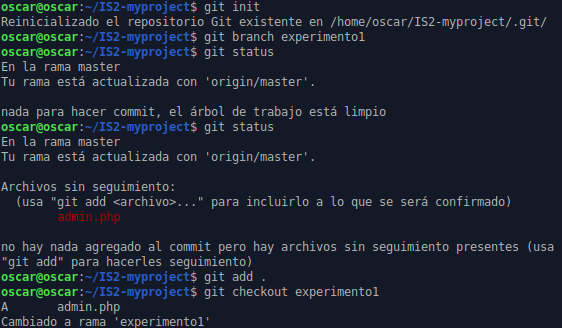 oscar@oscar:~/IS2-myproject$ git init
Reinicializado el repositorio Git existente en /home/oscar/IS2-myproject/.git/
oscar@oscar:~/IS2-myproject$ git branch experimento1
oscar@oscar:~/IS2-myproject$ git status
En la rama master
Tu rama está actualizada con 'origin/master'.
nada para hacer commit, el árbol de trabajo está limpio
oscar@oscar:~/IS2-myproject$ git status
En la rama master
Tu rama está actualizada con 'origin/master'.
Archivos sin seguimiento:
(usa "git add <archivo>..." para incluirlo a lo que se será confirmado)
admin.php
no hay nada agregado al commit pero hay archivos sin seguimiento presentes (usa
"git add" para hacerles seguimiento)
oscar@oscar:~/IS2-myproject$ git add .
oscar@oscar:~/IS2-myproject$ git checkout experimento1
A admin.php
Cambiado a rama 'experimento1'